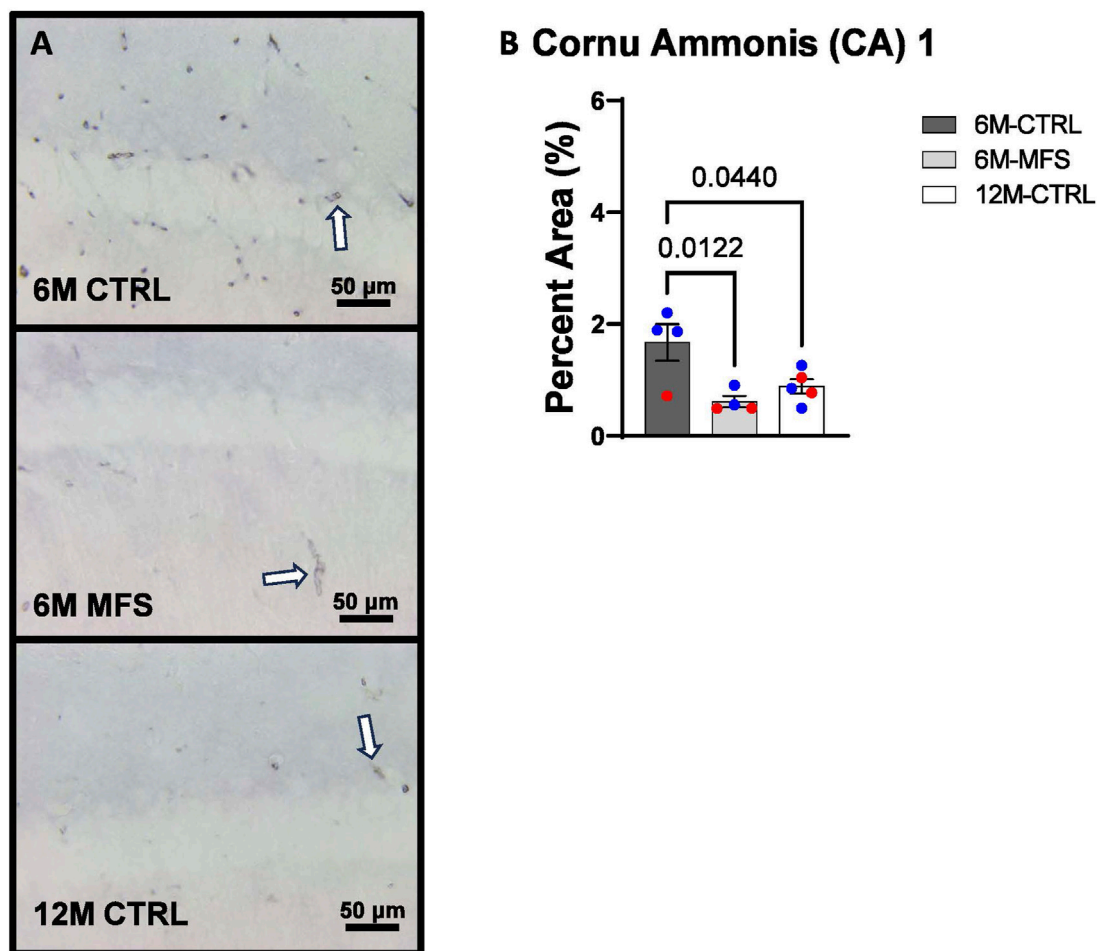 A
6M CTRL
50 µm
6M MFS
50 µm
12M CTRL
50 µm
B Cornu Ammonis (CA) 1
Percent Area (%)
6
4
2
0
0.0440
0.0122
6M-CTRL
6M-MFS
12M-CTRL